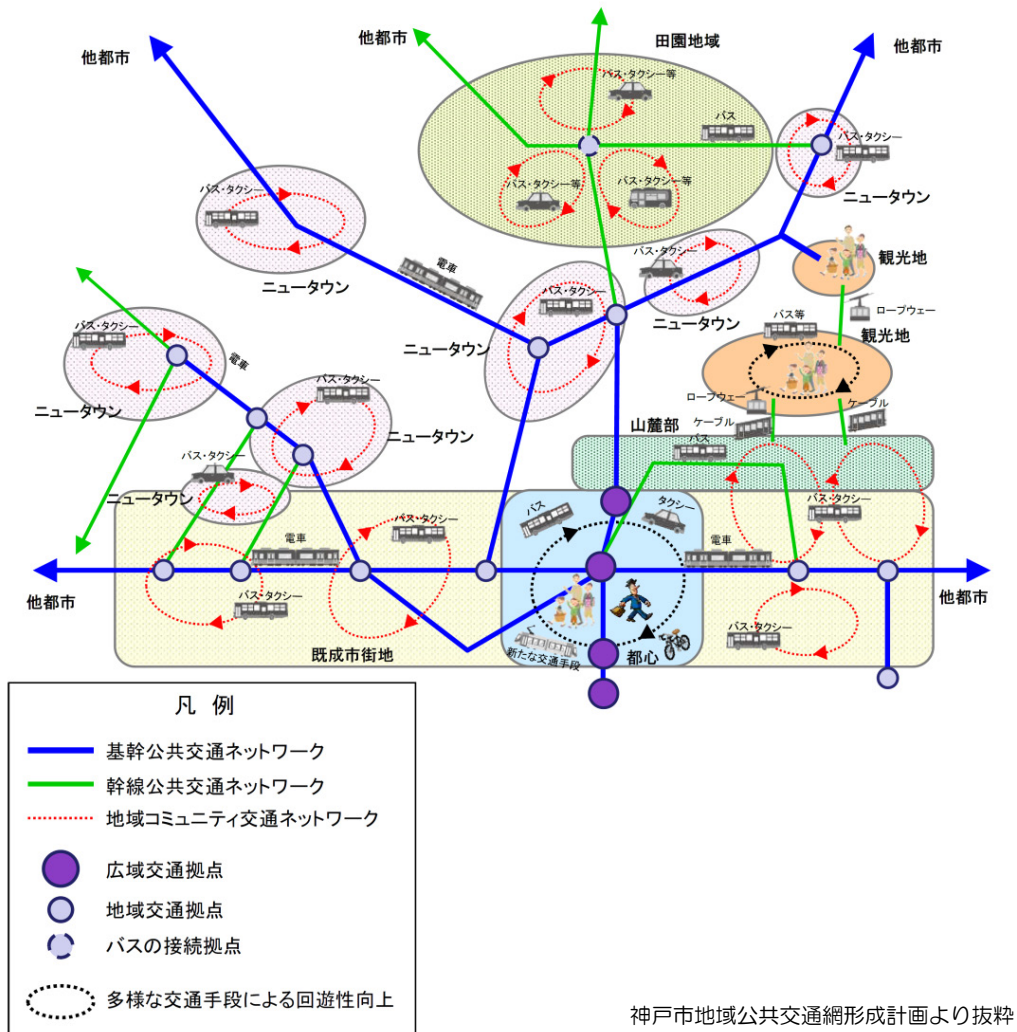 他都市
田園地域
他都市
バス・タクシー等
バス
バス・タクシー
バス・タクシー等
バス・タクシー等
ニュータウン
バス・タクシー
ニュータウン
電車
バス・タクシー
ニュータウン
観光地
ロープウェー
バス・タクシー
ニュータウン
バス等
観光地
バス・タクシー
電車
ニュータウン
バス・タクシー
ニュータウン
ロープウェー
ケーブル
ケーブル
山麓部
バス
バス・タクシー
ニュータウン
バス
タクシー
バス・タクシー
バス・タクシー
電車
電車
他都市
他都市
バス・タクシー
バス・タクシー
新たな交通手段
都心
既成市街地
凡 例
基幹公共交通ネットワーク
幹線公共交通ネットワーク
地域コミュニティ交通ネットワーク
広域交通拠点
地域交通拠点
バスの接続拠点
多様な交通手段による回遊性向上
神戸市地域公共交通網形成計画より抜粋